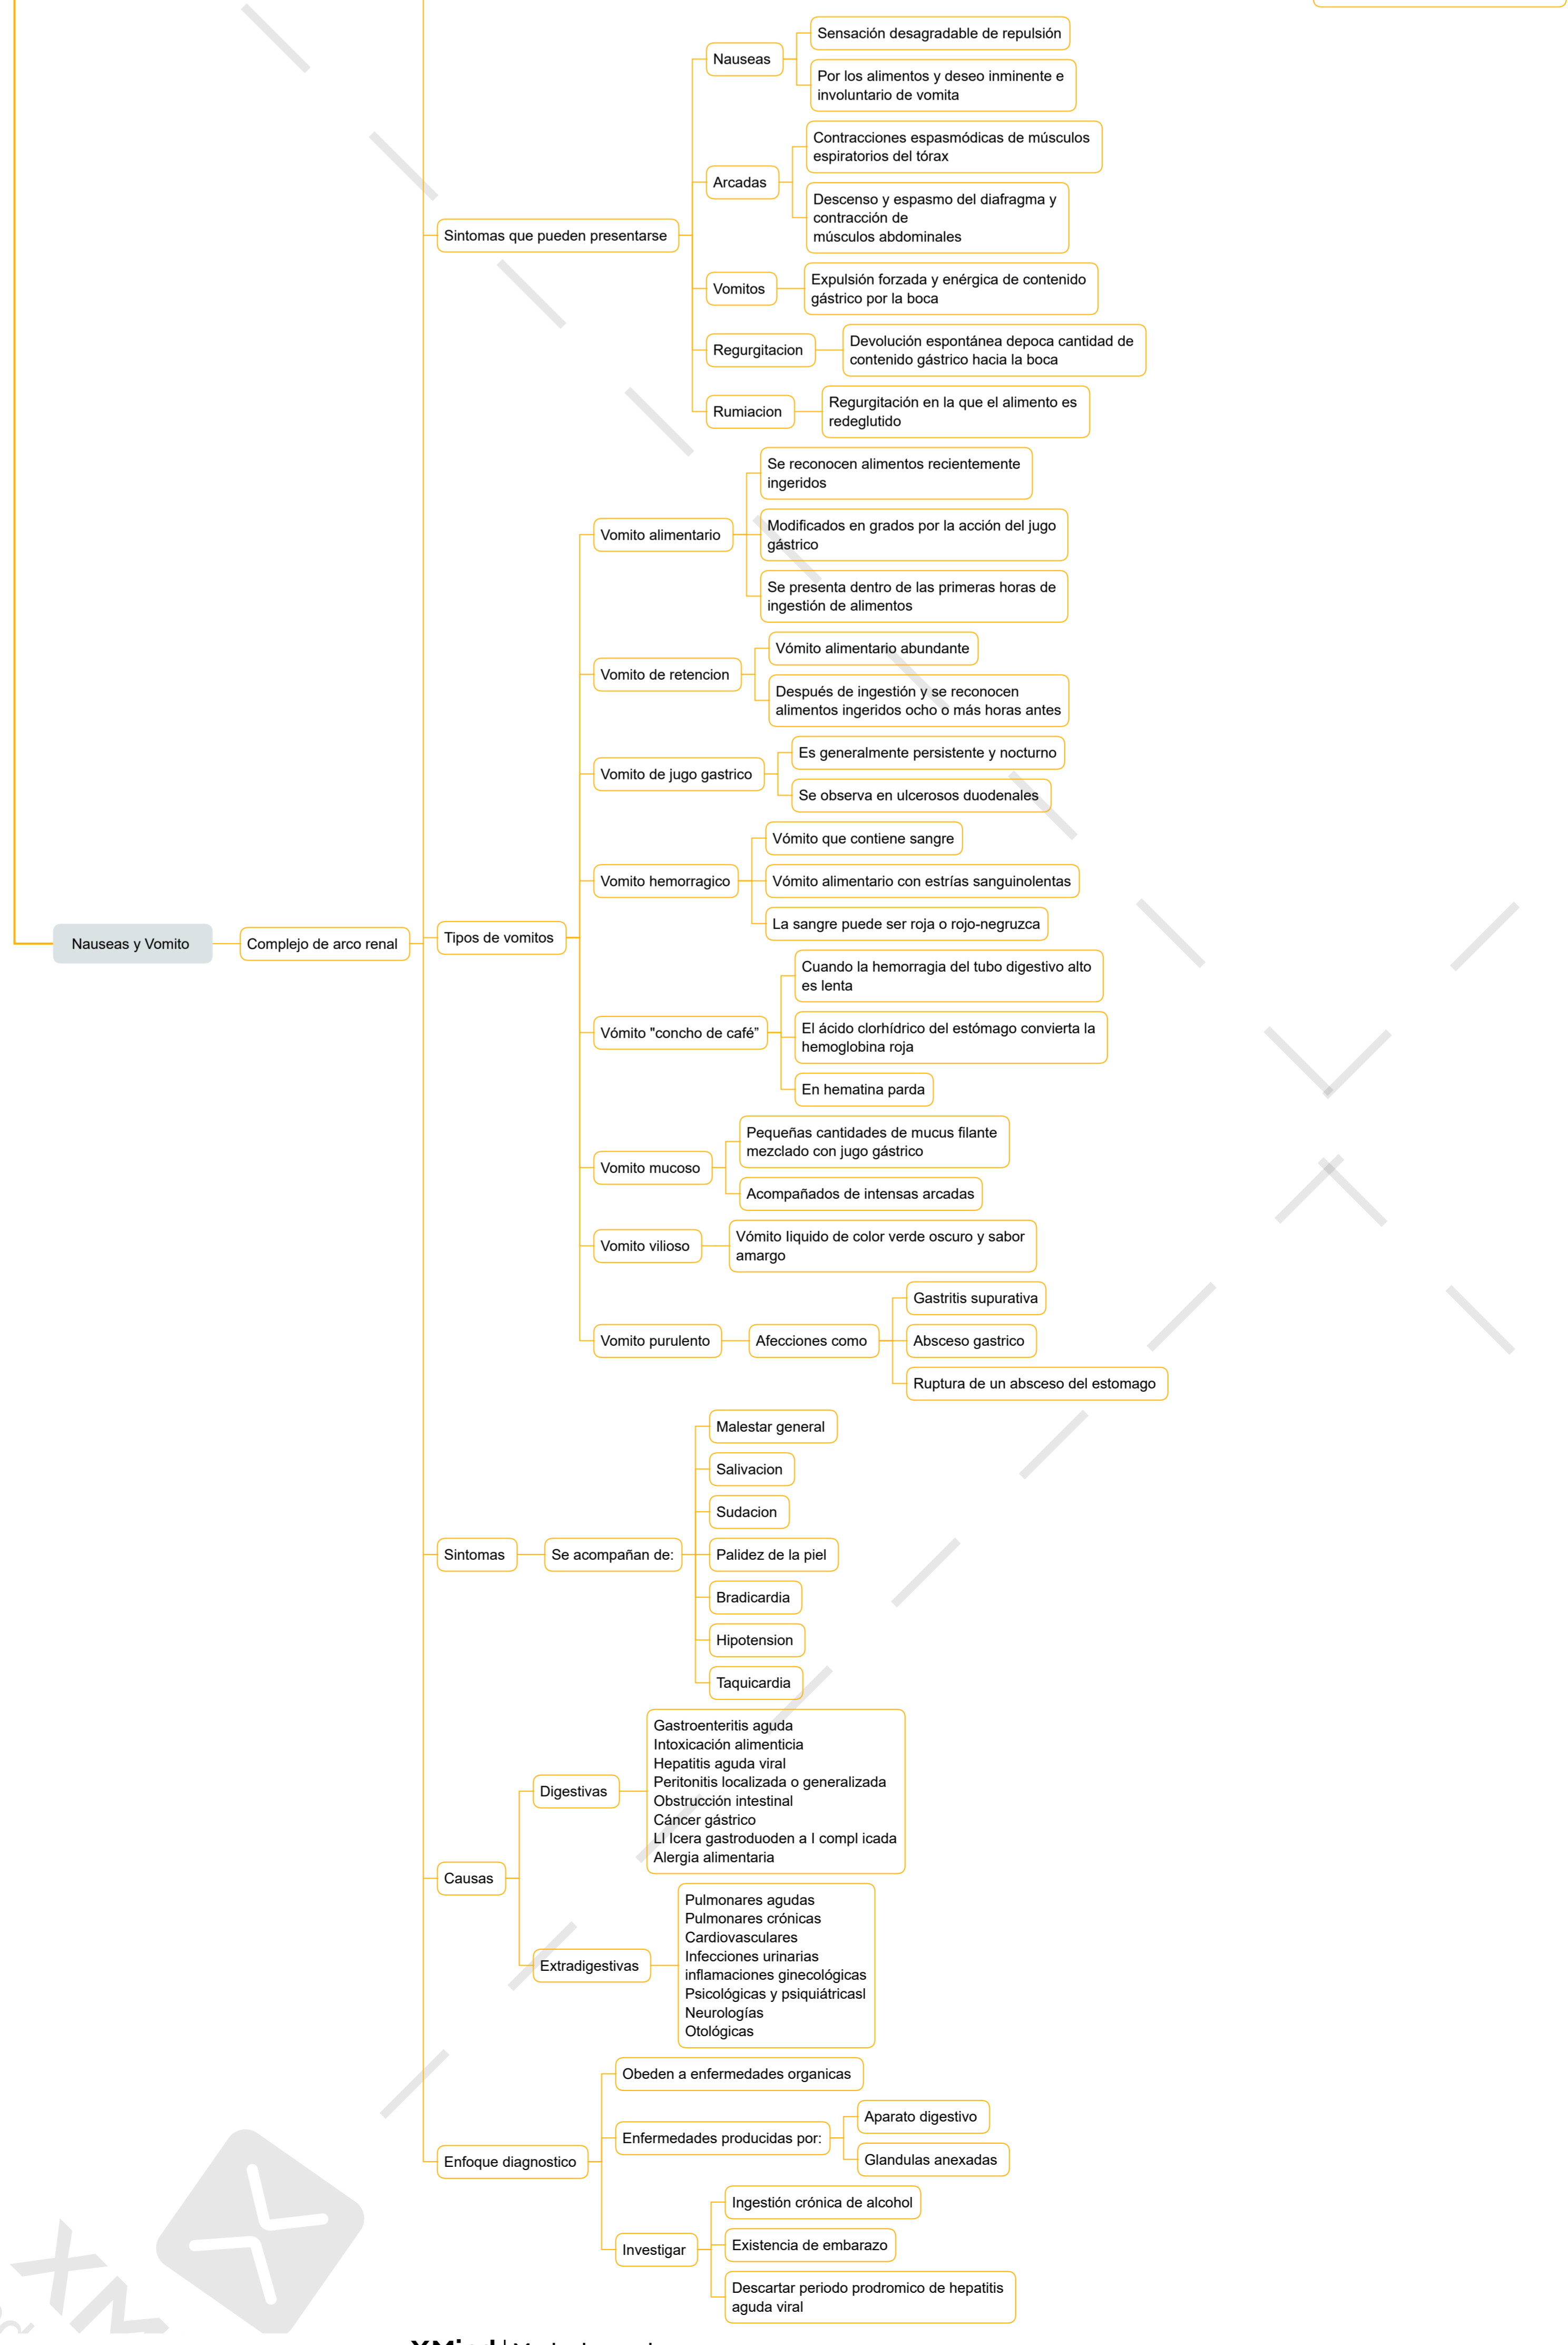 Nauseas
Sensación desagradable de repulsión
Por los alimentos y deseo inminente e
involuntario de vomita
Arcadas
Contracciones espasmódicas de músculos
espiratorios del tórax
Descenso y espasmo del diafragma y
contracción de
músculos abdominales
Sintomas que pueden presentarse
Vomitos
Expulsión forzada y enérgica de contenido
gástrico por la boca
Regurgitacion
Devolución espontánea depoca cantidad de
contenido gástrico hacia la boca
Rumiacion
Regurgitación en la que el alimento es
redeglutido
Vomito alimentario
Se reconocen alimentos recientemente
ingeridos
Modificados en grados por la acción del jugo
gástrico
Se presenta dentro de las primeras horas de
ingestión de alimentos
Vomito de retencion
Vómito alimentario abundante
Después de ingestión y se reconocen
alimentos ingeridos ocho o más horas antes
Vomito de jugo gastrico
Es generalmente persistente y nocturno
Se observa en ulcerosos duodenales
Vomito hemorragico
Vómito que contiene sangre
Vómito alimentario con estrías sanguinolentas
La sangre puede ser roja o rojo-negruzca
Nauseas y Vomito
Complejo de arco renal
Tipos de vomitos
Vómito "concho de café”
Cuando la hemorragia del tubo digestivo alto
es lenta
El ácido clorhídrico del estómago convierta la
hemoglobina roja
En hematina parda
Vomito mucoso
Pequeñas cantidades de mucus filante
mezclado con jugo gástrico
Acompañados de intensas arcadas
Vomito vilioso
Vómito liquido de color verde oscuro y sabor
amargo
Vomito purulento
Afecciones como
Gastritis supurativa
Absceso gastrico
Ruptura de un absceso del estomago
Sintomas
Se acompañan de:
Malestar general
Salivacion
Sudacion
Palidez de la piel
Bradicardia
Hipotension
Taquicardia
Causas
Digestivas
Gastroenteritis aguda
Intoxicación alimenticia
Hepatitis aguda viral
Peritonitis localizada o generalizada
Obstrucción intestinal
Cáncer gástrico
LI Icera gastroduoden a I compl icada
Alergia alimentaria
Extradigestivas
Pulmonares agudas
Pulmonares crónicas
Cardiovasculares
Infecciones urinarias
inflamaciones ginecológicas
Psicológicas y psiquiátricasl
Neurologías
Otológicas
Enfoque diagnostico
Obeden a enfermedades organicas
Enfermedades producidas por:
Aparato digestivo
Glandulas anexadas
Investigar
Ingestión crónica de alcohol
Existencia de embarazo
Descartar periodo prodromico de hepatitis
aguda viral